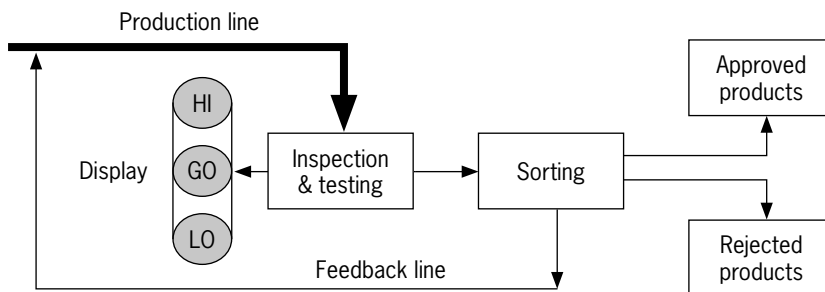 Production line
Approved
products
HI
Display
GO
Inspection
& testing
Sorting
LO
Feedback line
Rejected
products